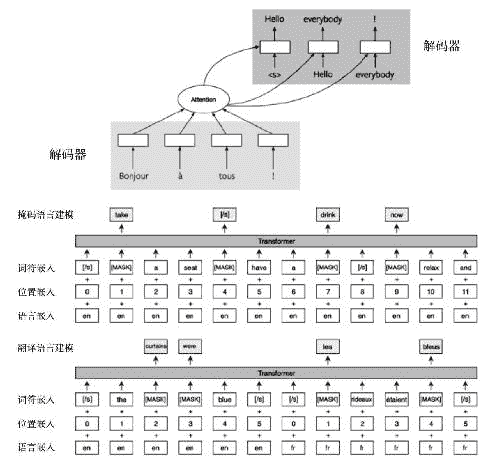 Hello everybody !
解码器
<s> Hello everybody
Attention
解码器
Bonjour à tous !
掩码语言建模 take [/s] drink now
Transformer
词符嵌入 [/s] [MASK] a seat [MASK] have a [MASK] [/s] [MASK] relax and
+ + + + + + + + + + + +
位置嵌入 0 1 2 3 4 5 6 7 8 9 10 11
+ + + + + + + + + + + +
语言嵌入 en en en en en en en en en en en en
翻译语言建模 curtains were les bleus
Transformer
词符嵌入 [/s] the [MASK] [MASK] blue [/s] [/s] [MASK] rideaux étaient [MASK] [/s]
+ + + + + + + + + + + +
位置嵌入 0 1 2 3 4 5 0 1 2 3 4 5
+ + + + + + + + + + + +
语言嵌入 en en en en en en fr fr fr fr fr fr